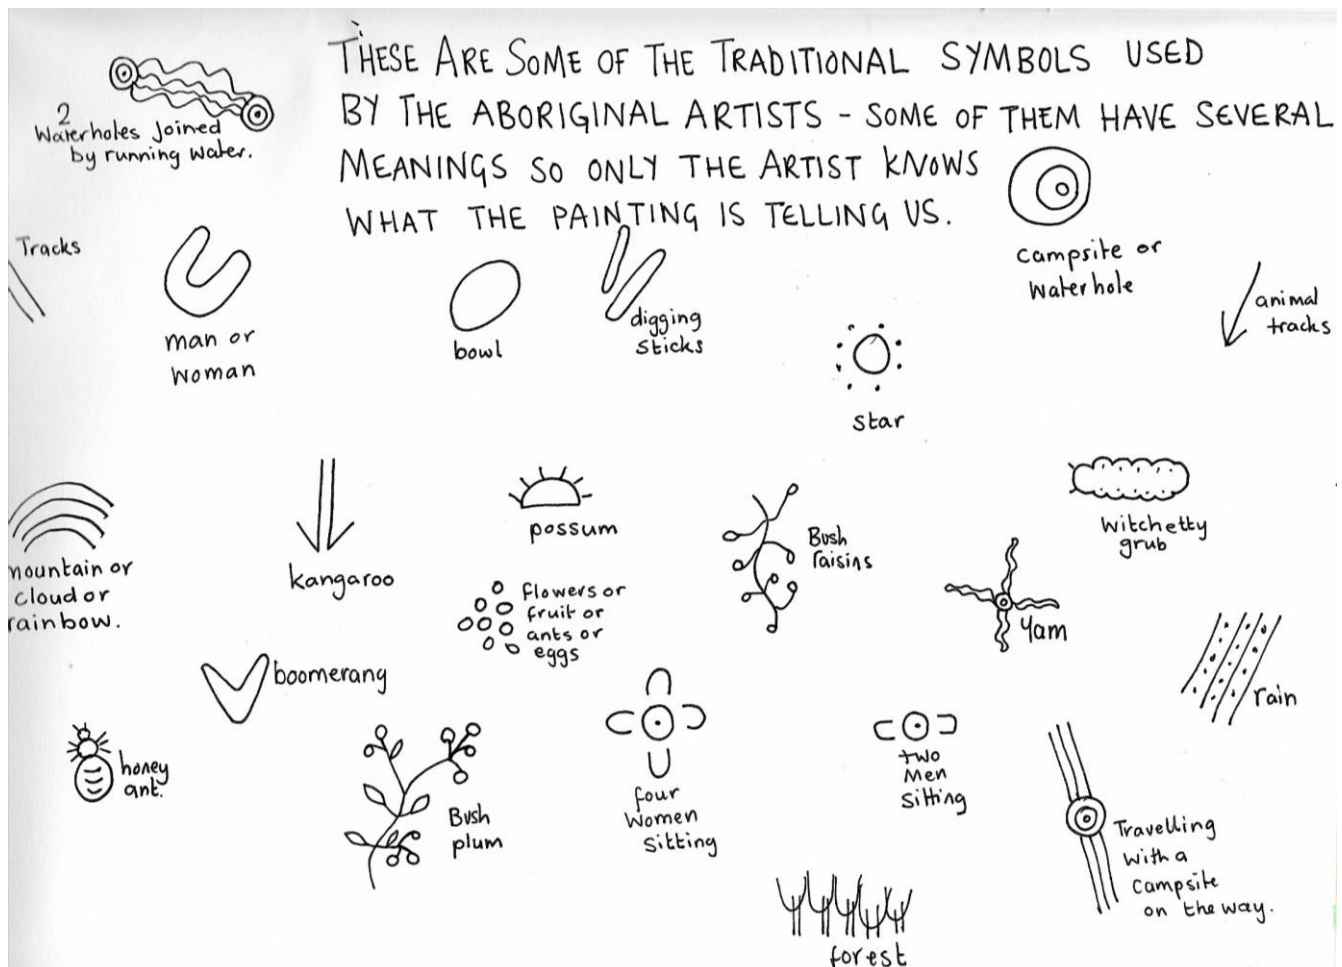 THESE ARE SOME OF THE TRADITIONAL SYMBOLS USED
BY THE ABORIGINAL ARTISTS - SOME OF THEM HAVE SEVERAL
MEANINGS SO ONLY THE ARTIST KNOWS
WHAT THE PAINTING IS TELLING US.
2
Waterholes Joined
by running water.
Tracks
man or
woman
bowl
digging
sticks
star
Campsite or
Waterhole
animal
tracks
mountain or
cloud or
rainbow.
kangaroo
possum
flowers or
fruit or
ants or
eggs
Bush
raisins
Witchetty
grub
Yam
rain
boomerang
honey
ant.
Bush
plum
four
Women
sitting
two
Men
sitting
Travelling
with a
Campsite
on the way.
forest